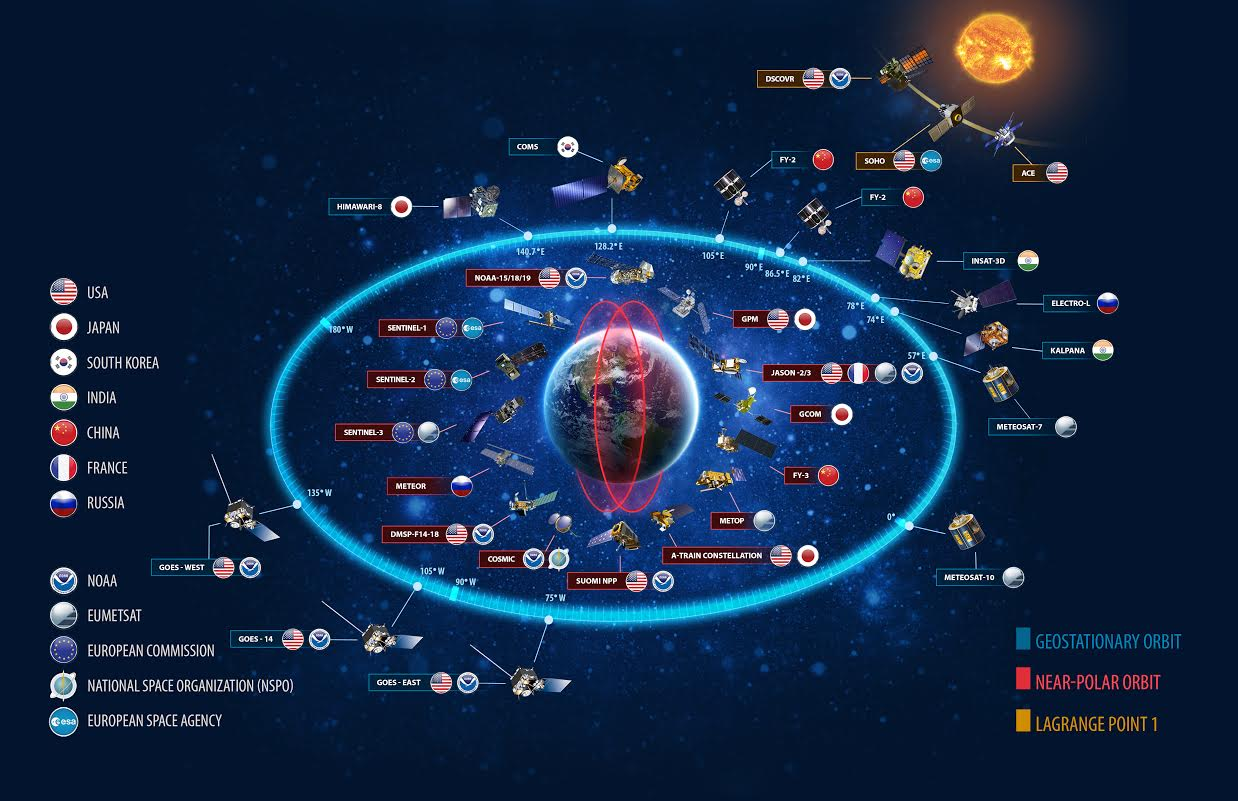 DSCOVR
SOHO
esa
ACE
COMS
FY-2
FY-2
HIMAWARI-8
140.7° E
128.2° E
105° E
90° E
86.5° E
82° E
INSAT-3D
NOAA-15/18/19
78° E
74° E
ELECTRO-L
GPM
SENTINEL-1
esa
180° W
KALPANA
57° E
JASON -2/3
SENTINEL-2
esa
GCOM
METEOSAT-7
SENTINEL-3
FY-3
METEOR
135° W
0°
METOP
DMSP-F14-18
A-TRAIN CONSTELLATION
COSMIC
SUOMI NPP
GOES - WEST
METEOSAT-10
105° W
90° W
75° W
GOES - 14
GOES - EAST
USA
JAPAN
SOUTH KOREA
INDIA
CHINA
FRANCE
RUSSIA
NOAA
EUMETSAT
EUROPEAN COMMISSION
NATIONAL SPACE ORGANIZATION (NSPO)
esa EUROPEAN SPACE AGENCY
GEOSTATIONARY ORBIT
NEAR-POLAR ORBIT
LAGRANGE POINT 1